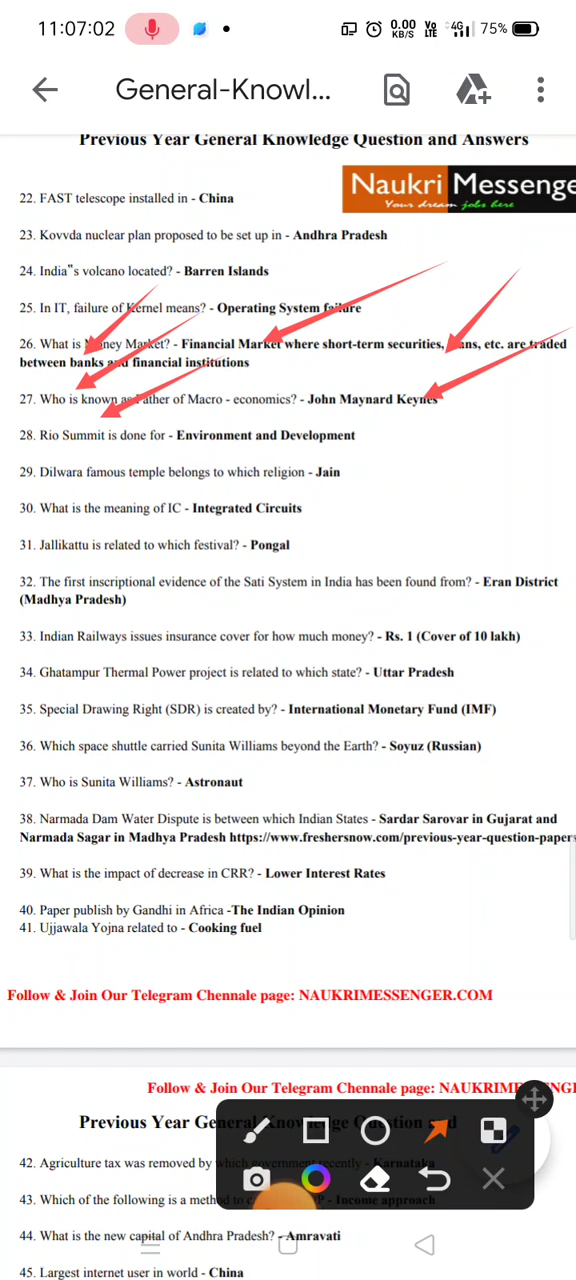 11:07:02
0.00 KB/S
Vo LTE
4G
75%
General-Knowl...
Previous Year General Knowledge Question and Answers
Naukri Messenge
Your dream jobs here
22. FAST telescope installed in - China
23. Kovvda nuclear plan proposed to be set up in - Andhra Pradesh
24. India"s volcano located? - Barren Islands
25. In IT, failure of Kernel means? - Operating System failure
26. What is Money Market? - Financial Market where short-term securities, loans, etc. are traded
between banks and financial institutions
27. Who is known as father of Macro - economics? - John Maynard Keynes
28. Rio Summit is done for - Environment and Development
29. Dilwara famous temple belongs to which religion - Jain
30. What is the meaning of IC - Integrated Circuits
31. Jallikattu is related to which festival? - Pongal
32. The first inscriptional evidence of the Sati System in India has been found from? - Eran District
(Madhya Pradesh)
33. Indian Railways issues insurance cover for how much money? - Rs. 1 (Cover of 10 lakh)
34. Ghatampur Thermal Power project is related to which state? - Uttar Pradesh
35. Special Drawing Right (SDR) is created by? - International Monetary Fund (IMF)
36. Which space shuttle carried Sunita Williams beyond the Earth? - Soyuz (Russian)
37. Who is Sunita Williams? - Astronaut
38. Narmada Dam Water Dispute is between which Indian States - Sardar Sarovar in Gujarat and
Narmada Sagar in Madhya Pradesh https://www.freshersnow.com/previous-year-question-papers
39. What is the impact of decrease in CRR? - Lower Interest Rates
40. Paper publish by Gandhi in Africa -The Indian Opinion
41. Ujjawala Yojna related to - Cooking fuel
Follow & Join Our Telegram Chennale page: NAUKRIMESSENGER.COM
Follow & Join Our Telegram Chennale page: NAUKRIME NGE
Previous Year General Knowledge Question and
42. Agriculture tax was removed by which government recently - Karnataka
43. Which of the following is a method to - Income approach
44. What is the new capital of Andhra Pradesh? - Amravati
45. Largest internet user in world - China